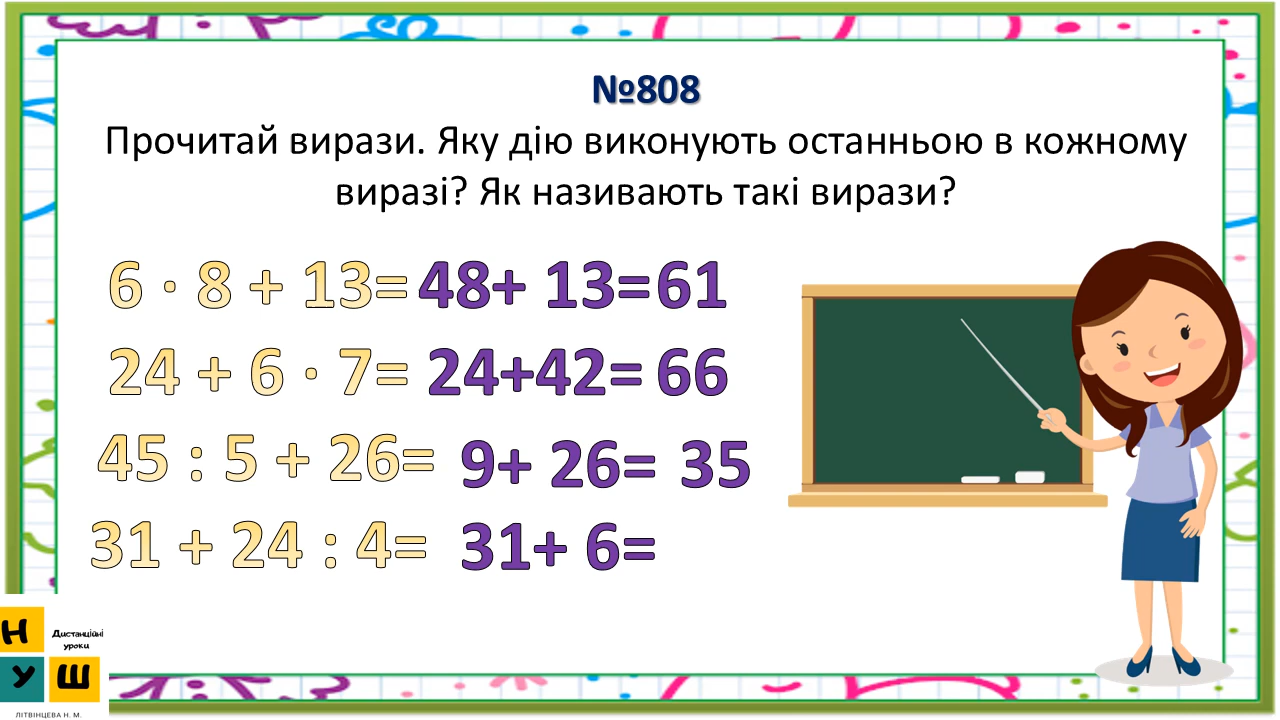 №808
Прочитай вирази. Яку дію виконують останньою в кожному
виразі? Як називають такі вирази?
6 · 8 + 13= 48+ 13= 61
24 + 6 · 7= 24+42= 66
45 : 5 + 26= 9+ 26= 35
31 + 24 : 4= 31+ 6=
Н
Дистанційні
уроки
У Ш
ЛІТВІНЦЕВА Н. М.